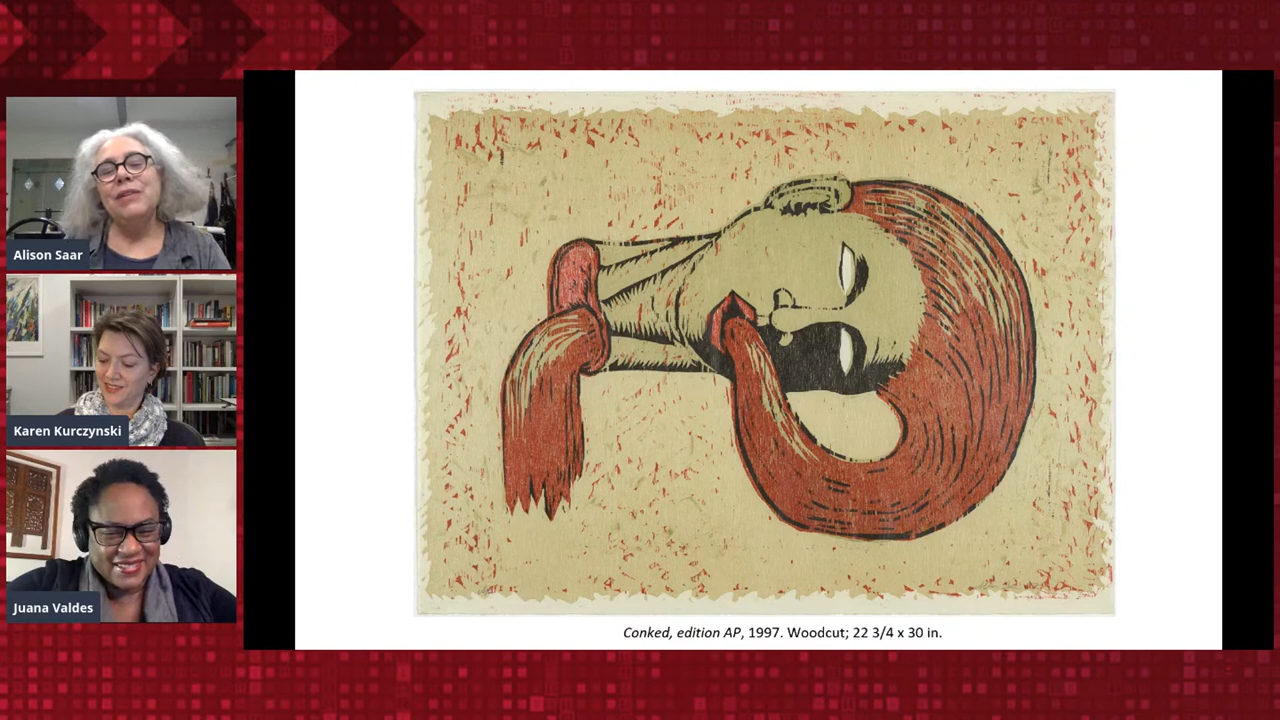 Alison Saar
Karen Kurczynski
Juana Valdes
Conked, edition AP, 1997. Woodcut; 22 3/4 x 30 in.